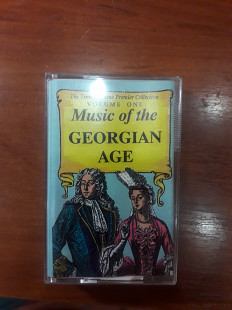 The Times Premier Collection
VOLUME ONE
Music of the
GEORGIAN
AGE